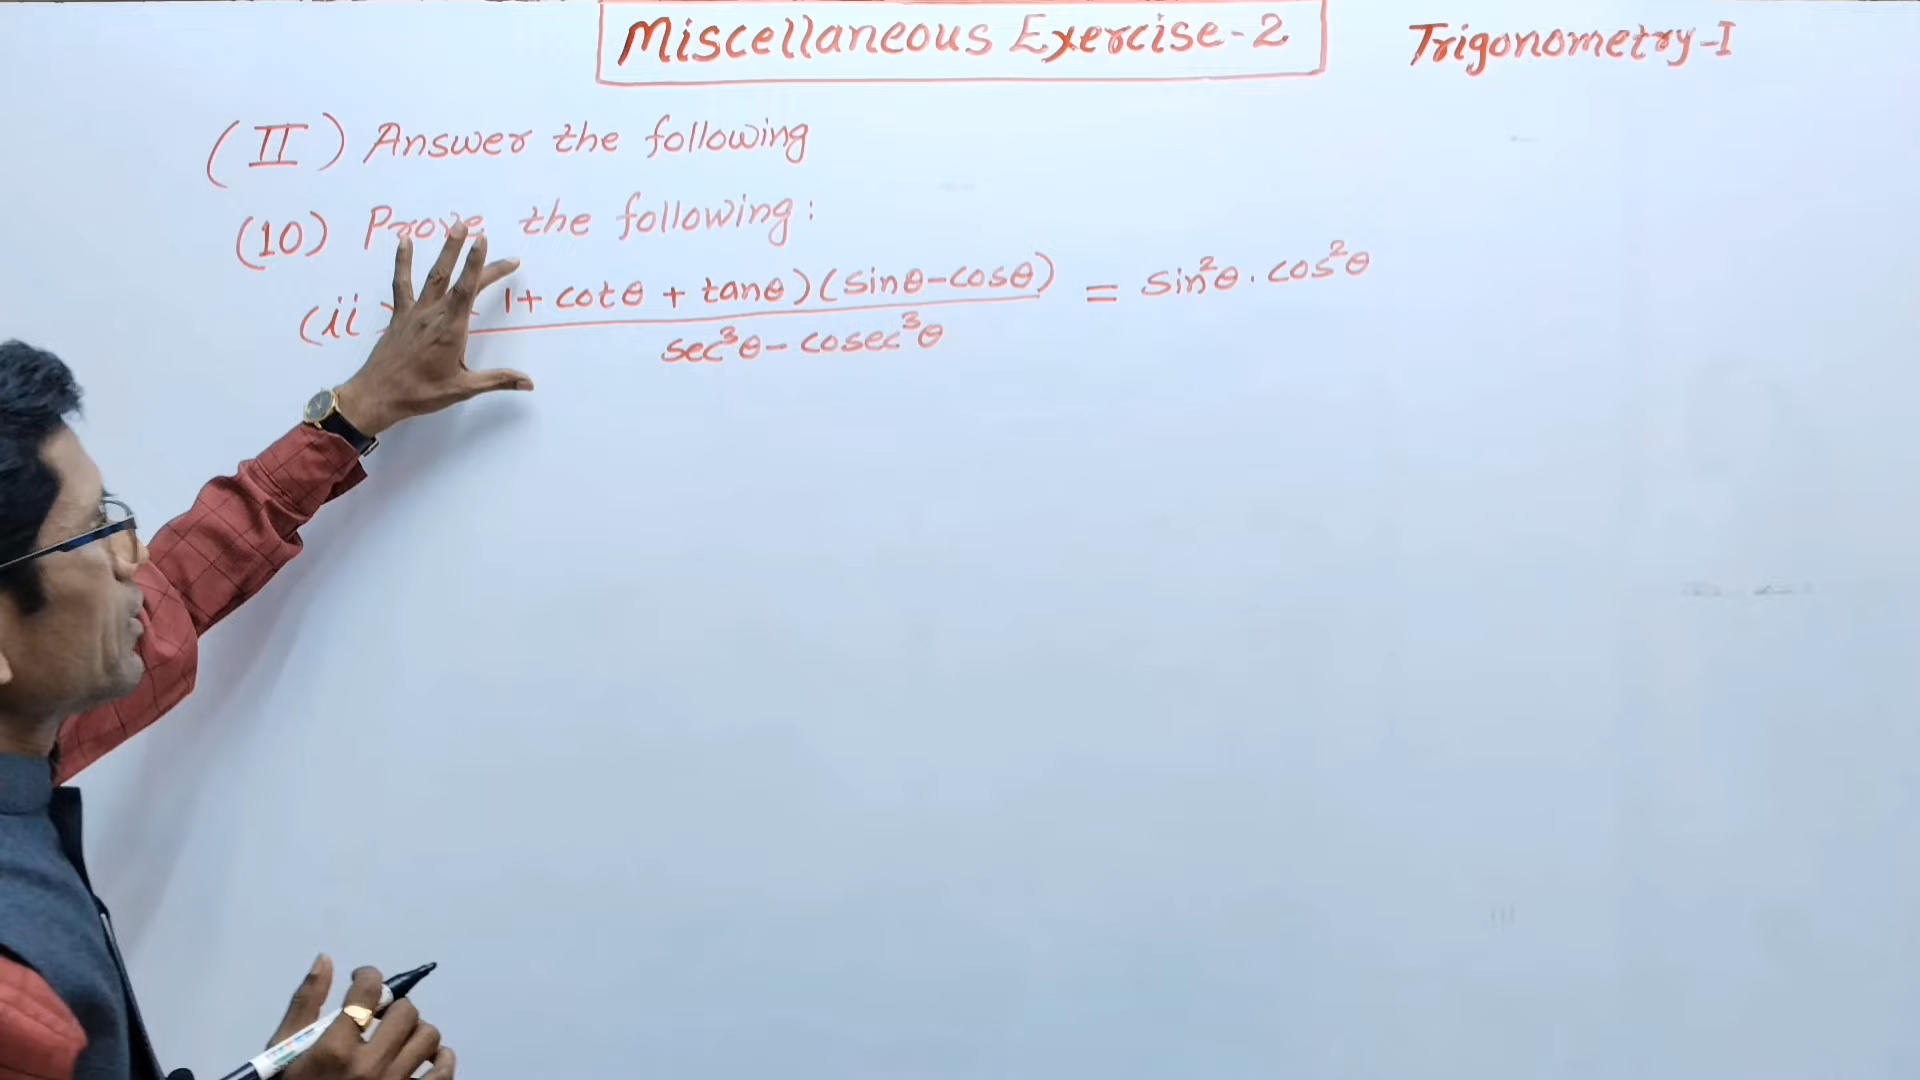 Miscellaneous Exercise-2
Trigonometry-I
(II) Answer the following
(10) Prove the following:
(ii) (1+ cotθ + tanθ)(sinθ-cosθ) / sec³θ- cosec³θ = sin²θ . cos²θ